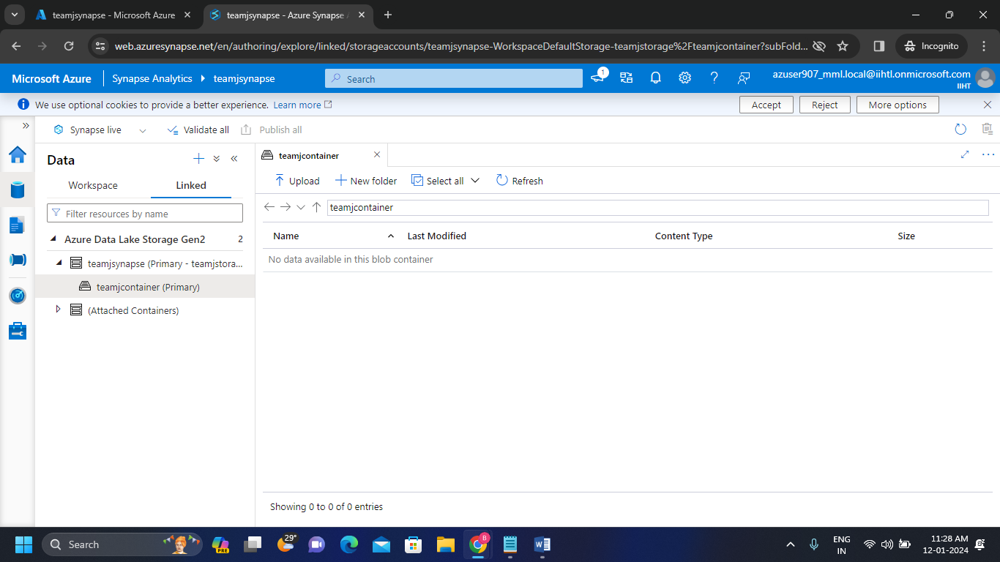 teamjsynapse - Microsoft Azure
teamjsynapse - Azure Synapse A
web.azuresynapse.net/en/authoring/explore/linked/storageaccounts/teamjsynapse-WorkspaceDefaultStorage-teamjstorage%2Fteamjcontainer?subFold...
Incognito
Microsoft Azure
Synapse Analytics
teamjsynapse
Search
1
azuser907_mml.local@iihtl.onmicrosoft.com
IIHT
We use optional cookies to provide a better experience. Learn more
Accept
Reject
More options
Synapse live
Validate all
Publish all
Data
Workspace
Linked
Filter resources by name
Azure Data Lake Storage Gen2 2
teamjsynapse (Primary - teamjstora...
teamjcontainer (Primary)
(Attached Containers)
teamjcontainer
Upload
New folder
Select all
Refresh
teamjcontainer
Name
Last Modified
Content Type
Size
No data available in this blob container
Showing 0 to 0 of 0 entries
Search
PRE
29°
8
ENG
IN
11:28 AM
12-01-2024